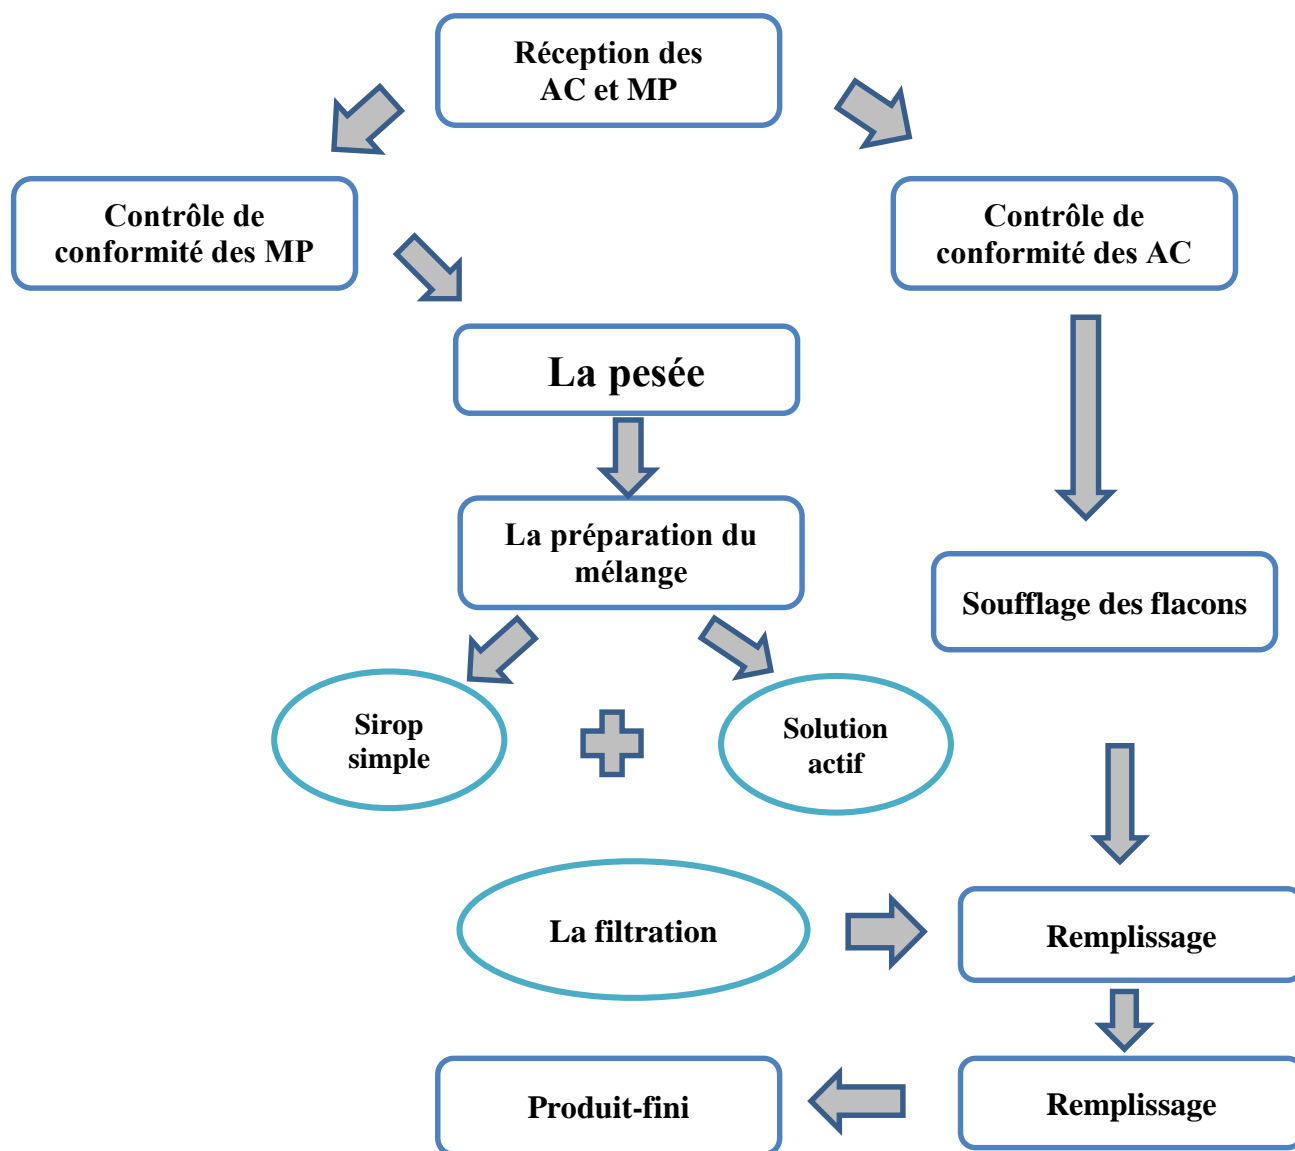 Réception des
AC et MP
Contrôle de
conformité des MP
Contrôle de
conformité des AC
La pesée
La préparation du
mélange
Soufflage des flacons
Sirop
simple
Solution
actif
La filtration
Remplissage
Produit-fini
Remplissage